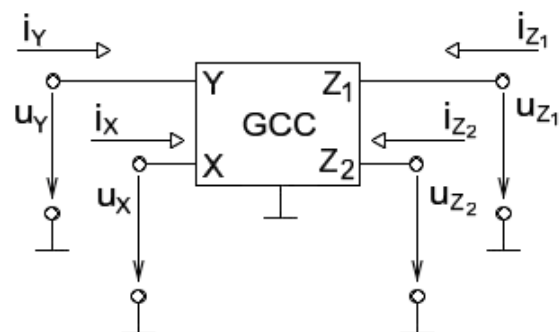 i_Y i_Z1
Y Z1
u_Y i_X GCC i_Z2 u_Z1
X Z2
u_X u_Z2